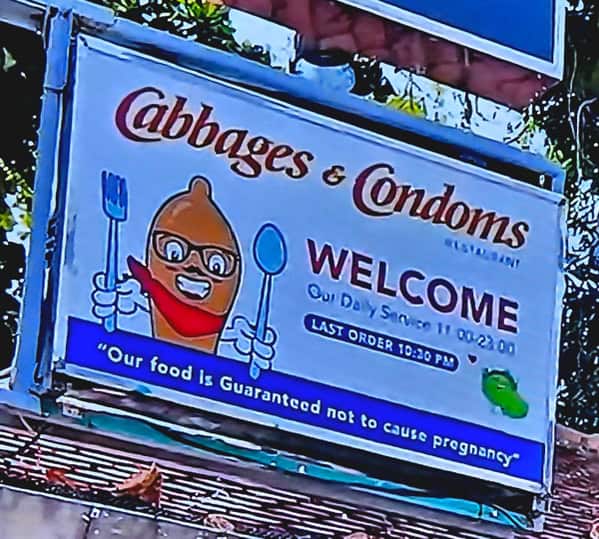 Cabbages & Condoms
RESTAURANT
WELCOME
Our Daily Service 11:00-23:00
LAST ORDER 10:30 PM
"Our food is Guaranteed not to cause pregnancy"